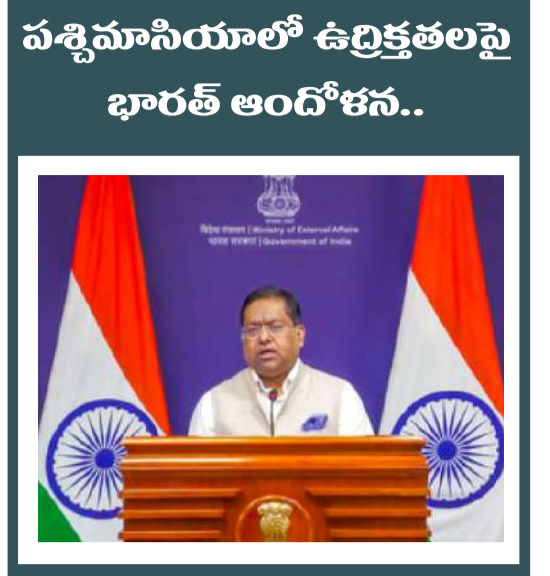 పశ్చిమాసియాలో ఉద్రిక్తతలపై
భారత్ ఆందోళన..
विदेश मंत्रालय | Ministry of External Affairs
भारत सरकार | Government of India